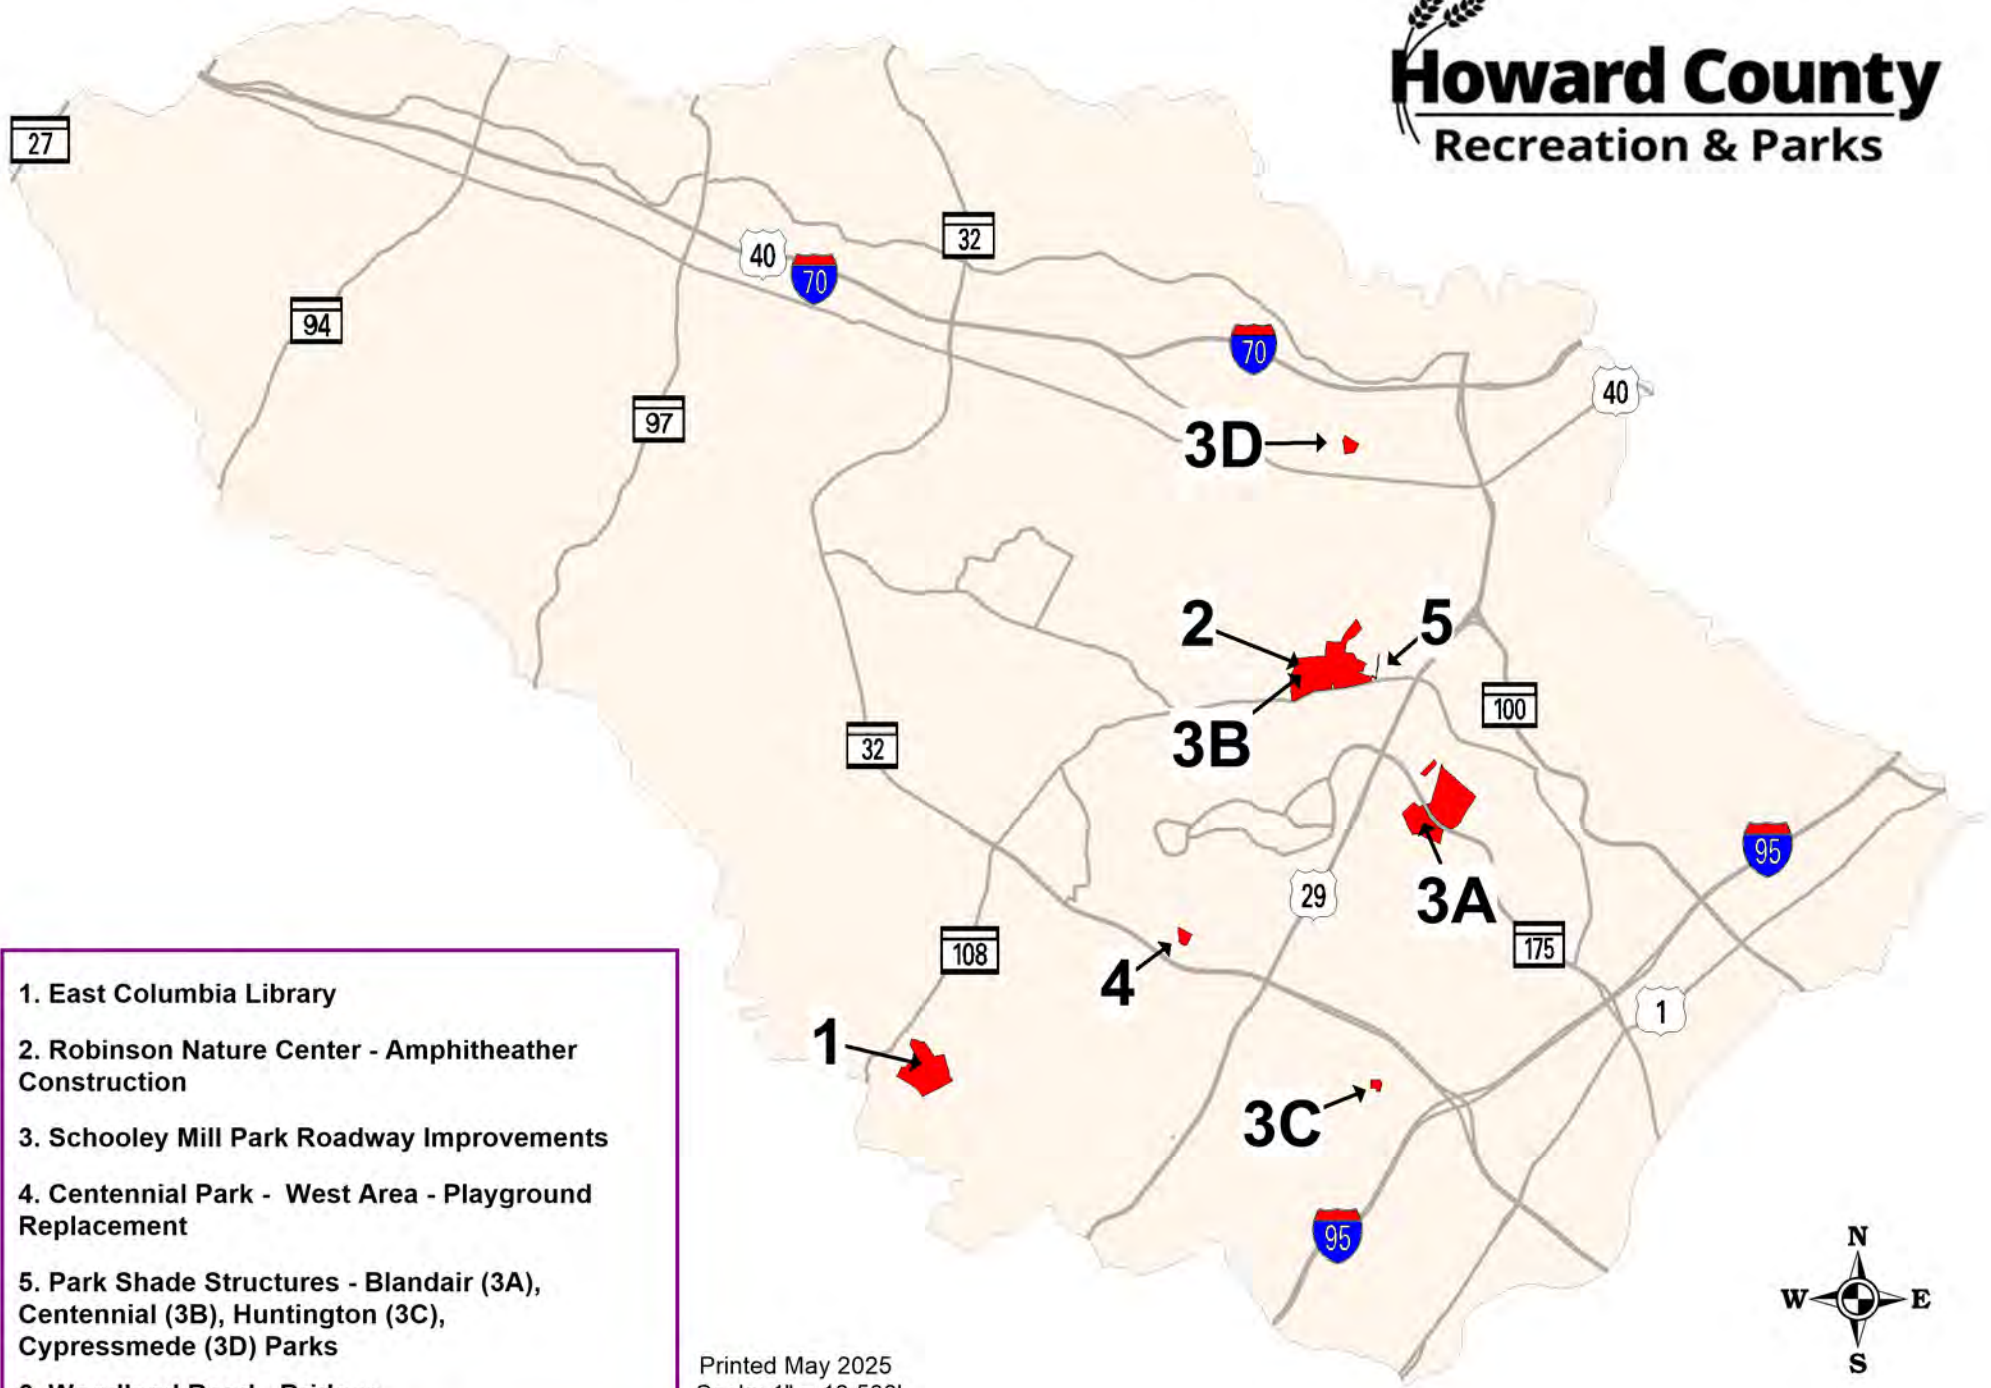 Howard County
Recreation & Parks
27
32
40
70
94
70
40
97
3D
2
5
100
3B
32
95
29
3A
175
108
4
1
1
3C
95
1. East Columbia Library
2. Robinson Nature Center - Amphitheather
Construction
3. Schooley Mill Park Roadway Improvements
4. Centennial Park - West Area - Playground
Replacement
5. Park Shade Structures - Blandair (3A),
Centennial (3B), Huntington (3C),
Cypressmede (3D) Parks
Printed May 2025
N
W E
S